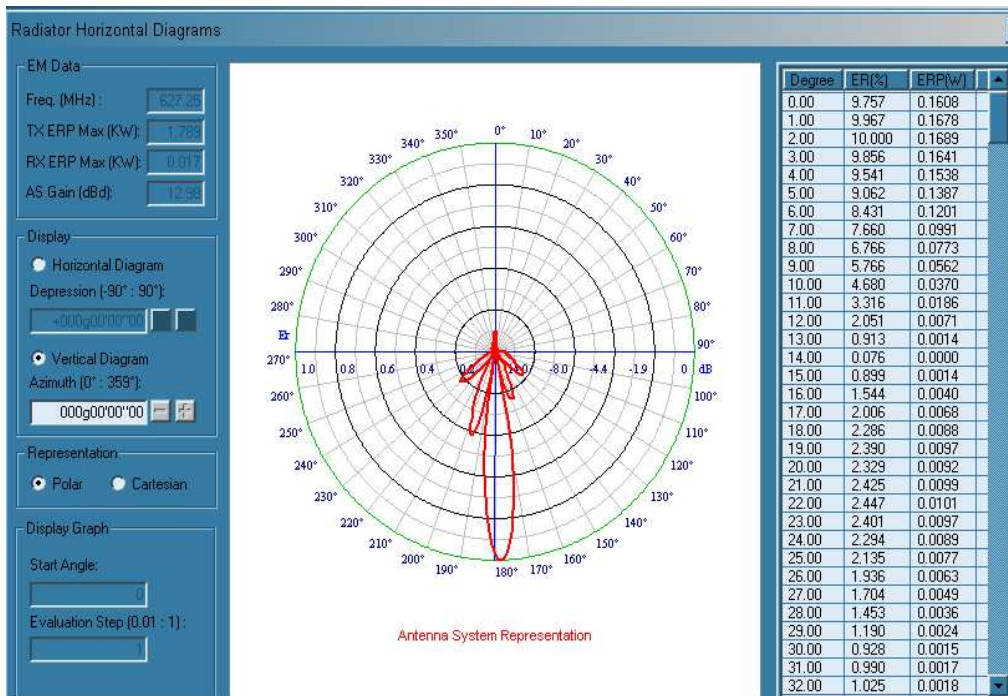 Radiator Horizontal Diagrams
EM Data
Freq. (MHz) : 627.25
TX ERP Max (KW): 1.789
RX ERP Max (KW): 0.017
AS Gain (dBd): 12.98
Display
Horizontal Diagram
Depression (-90° : 90°):
+000g00'00''00
Vertical Diagram
Azimuth (0° : 359°):
000g00'00''00
Representation
Polar Cartesian
Display Graph
Start Angle:
0
Evaluation Step (0.01 : 1) :
1
350° 0° 10°
340° 20°
330° 30°
320° 40°
310° 50°
300° 60°
290° 70°
280° 80°
Er
270° 90°
1.0 0.8 0.6 0.4 -8.0 -4.4 -1.9 0 dB
260° 100°
250° 110°
240° 120°
230° 130°
220° 140°
210° 150°
200° 160°
190° 180° 170°
Antenna System Representation
Degree ER(%) ERP(W)
0.00 9.757 0.1608
1.00 9.967 0.1678
2.00 10.000 0.1689
3.00 9.856 0.1641
4.00 9.541 0.1538
5.00 9.062 0.1387
6.00 8.431 0.1201
7.00 7.660 0.0991
8.00 6.766 0.0773
9.00 5.766 0.0562
10.00 4.680 0.0370
11.00 3.316 0.0186
12.00 2.051 0.0071
13.00 0.913 0.0014
14.00 0.076 0.0000
15.00 0.899 0.0014
16.00 1.544 0.0040
17.00 2.006 0.0068
18.00 2.286 0.0088
19.00 2.390 0.0097
20.00 2.329 0.0092
21.00 2.425 0.0099
22.00 2.447 0.0101
23.00 2.401 0.0097
24.00 2.294 0.0089
25.00 2.135 0.0077
26.00 1.936 0.0063
27.00 1.704 0.0049
28.00 1.453 0.0036
29.00 1.190 0.0024
30.00 0.928 0.0015
31.00 0.990 0.0017
32.00 1.025 0.0018